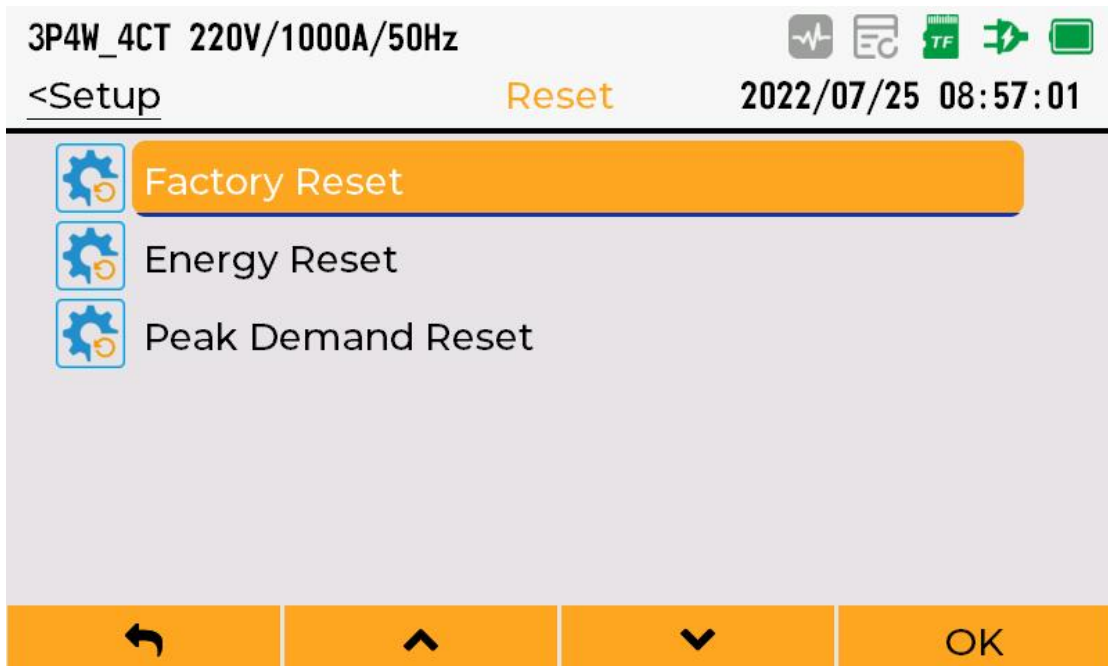 3P4W_4CT 220V/1000A/50Hz
TF
<Setup
Reset
2022/07/25 08:57:01
Factory Reset
Energy Reset
Peak Demand Reset
OK